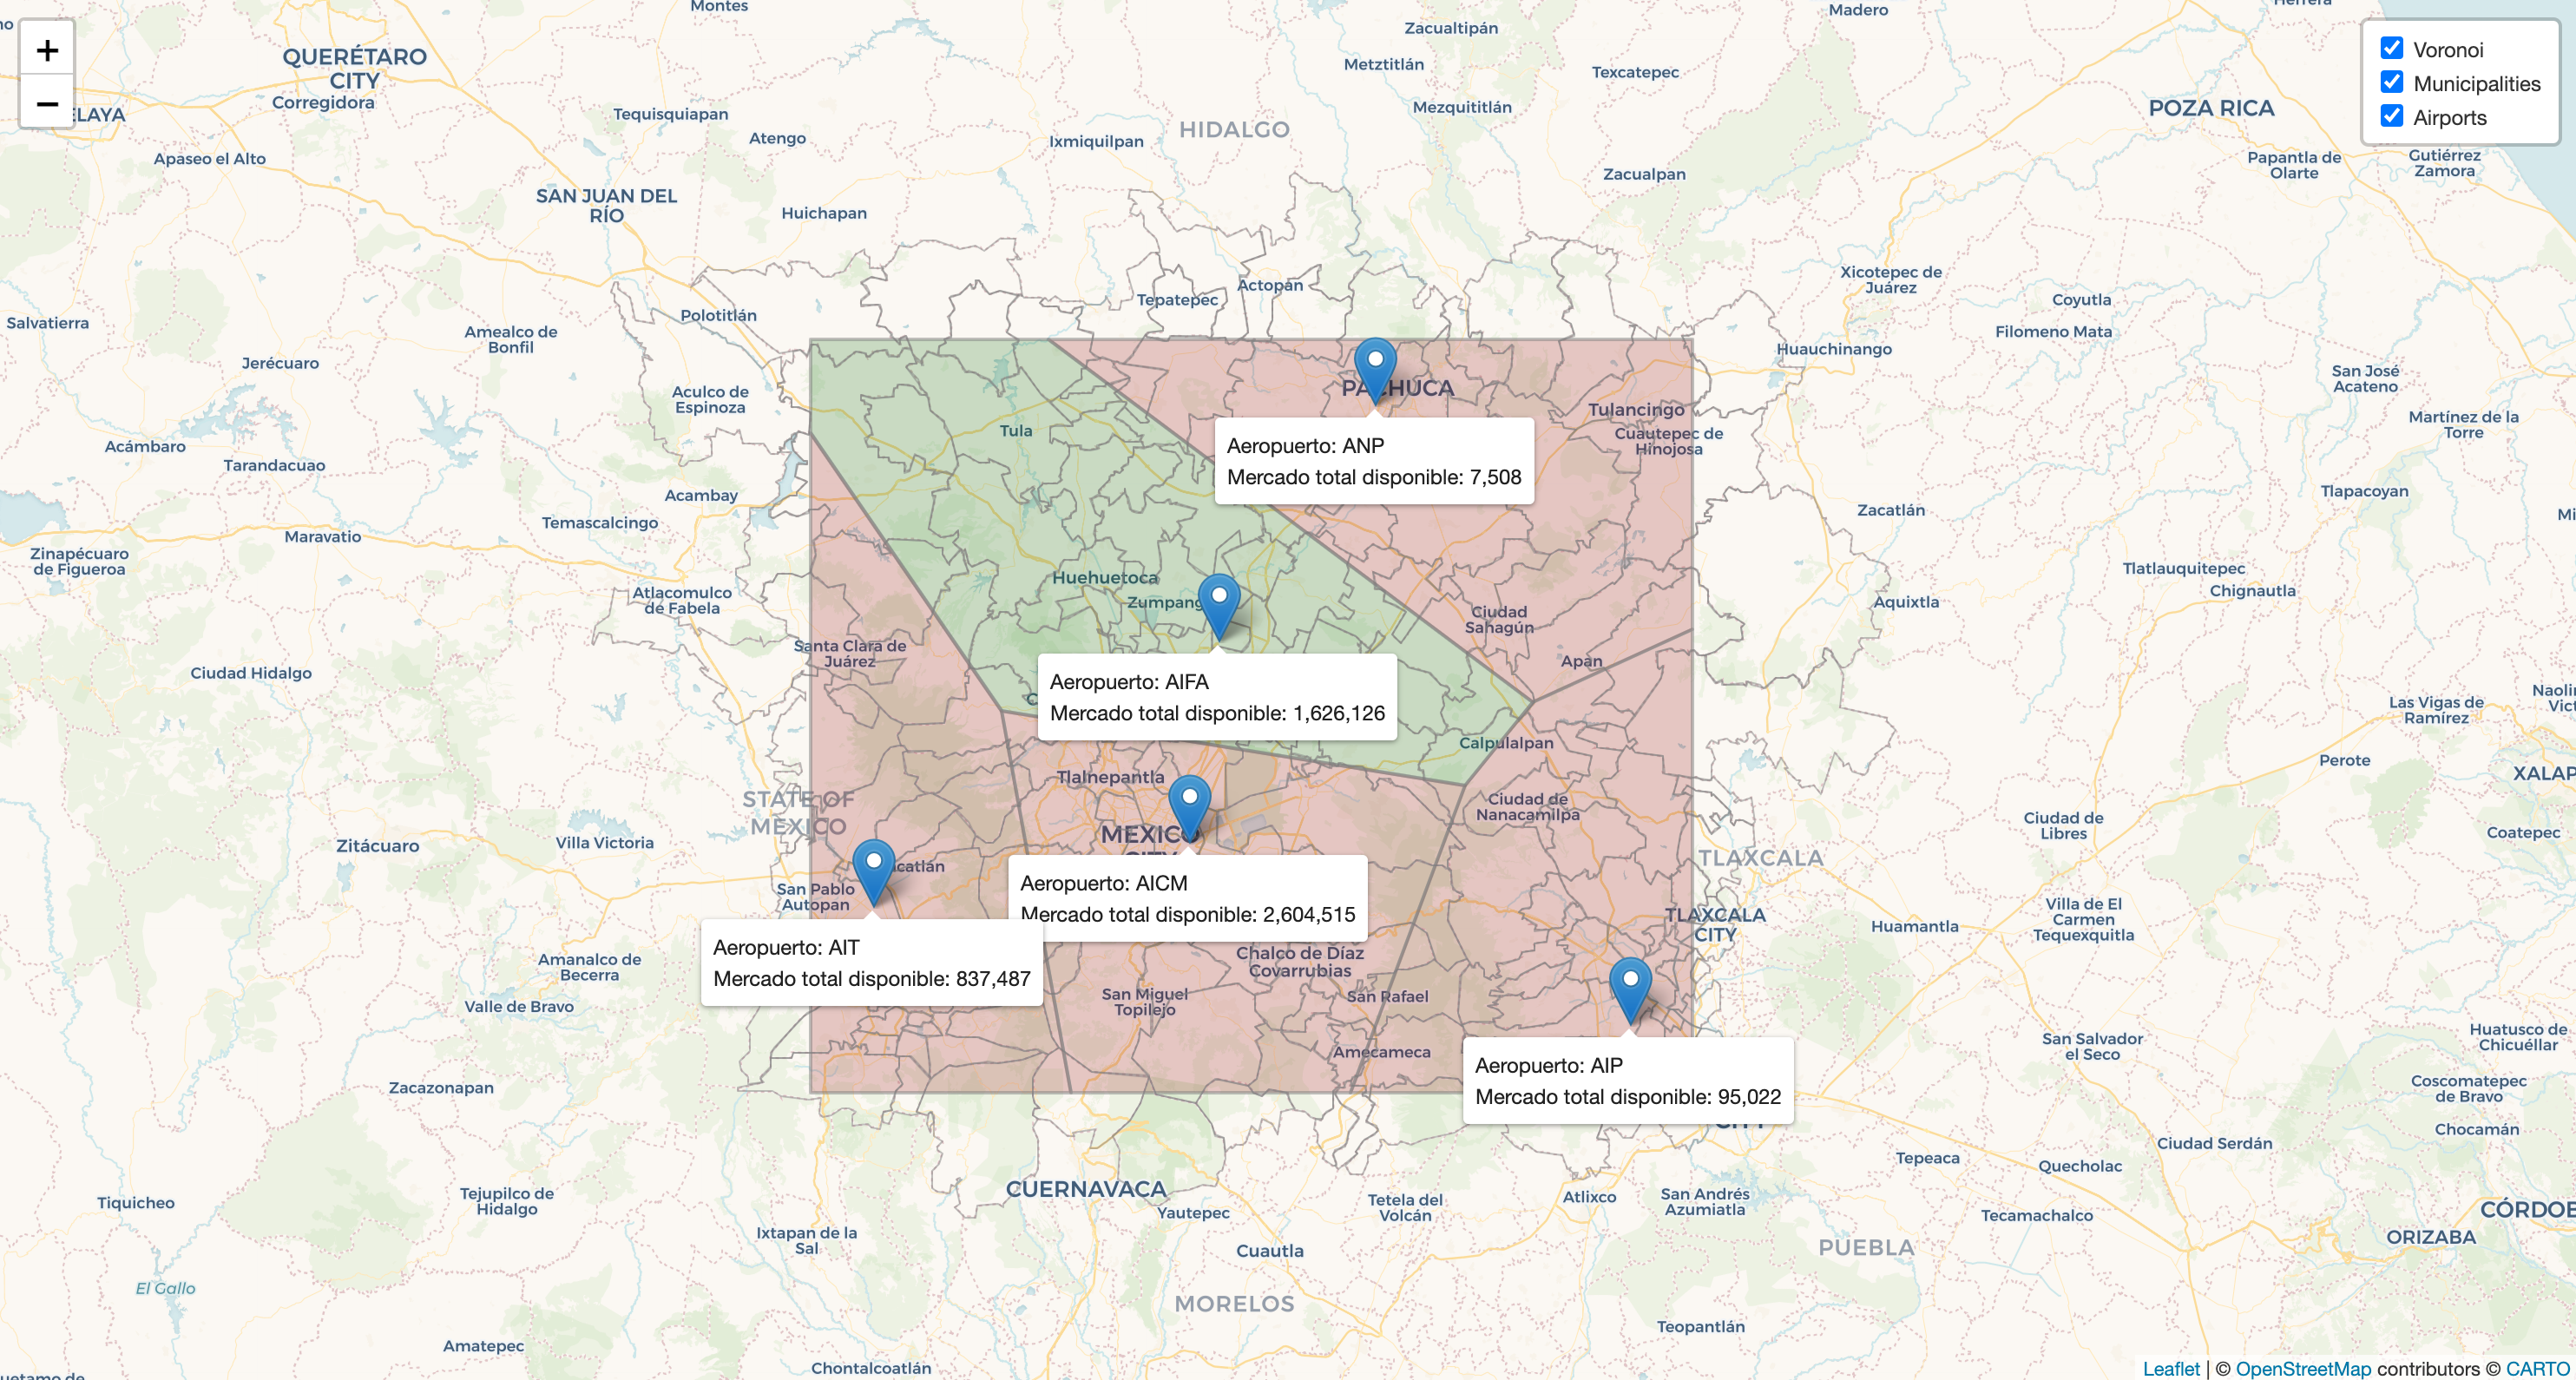 Montes
Herrera
Madero
Zacualtipán
QUERÉTARO
CITY
Corregidora
Metztitlán
Texcatepec
Voronoi
Municipalities
Airports
+
−
ELAYA
Tequisquiapan
Mezquititlán
POZA RICA
Atengo
Ixmiquilpan
HIDALGO
Apaseo el Alto
Papantla de
Olarte
Gutiérrez
Zamora
Zacualpan
SAN JUAN DEL
RÍO
Huichapan
Xicotepec de
Juárez
Actopan
Tepatepec
Coyutla
Polotitlán
Salvatierra
Amealco de
Bonfil
Filomeno Mata
Huauchinango
Jerécuaro
San José
Acateno
PACHUCA
Aculco de
Espinoza
Tulancingo
Martínez de la
Torre
Tula
Cuautepec de
Hinojosa
Acámbaro
Tarandacuao
Aeropuerto: ANP
Mercado total disponible: 7,508
Acambay
Tlapacoyan
Zacatlán
Temascalcingo
Maravatio
Zinapécuaro
de Figueroa
Tlatlauquitepec
Chignautla
Huehuetoca
Zumpang
Atlacomulco
de Fabela
Aquixtla
Ciudad
Sahagún
Santa Clara de
Juárez
Apan
Ciudad Hidalgo
Aeropuerto: AIFA
Mercado total disponible: 1,626,126
Las Vigas de
Ramírez
Calpulalpan
Perote
XALAP
Tlalnepantla
STATE OF
MEXICO
Ciudad de
Nanacamilpa
Ciudad de
Libres
Coatepec
MEXICO
CITY
Zitácuaro
Villa Victoria
TLAXCALA
San Pablo
Autopan
Aeropuerto: AICM
Mercado total disponible: 2,604,515
TLAXCALA
CITY
Villa de El
Carmen
Tequexquitla
Huamantla
Aeropuerto: AIT
Mercado total disponible: 837,487
Chalco de Díaz
Covarrubias
Amanalco de
Becerra
Valle de Bravo
San Miguel
Topilejo
San Rafael
Amecameca
San Salvador
el Seco
Huatusco de
Chicuéllar
Aeropuerto: AIP
Mercado total disponible: 95,022
Zacazonapan
Coscomatepec
de Bravo
CITY
Chocamán
Ciudad Serdán
Tepeaca
Quecholac
CUERNAVACA
Tiquicheo
Tejupilco de
Hidalgo
Yautepec
Tetela del
Volcán
Atlixco
San Andrés
Azumiatla
Tecamachalco
CÓRDOB
ORIZABA
Ixtapan de la
Sal
Cuautla
PUEBLA
El Gallo
MORELOS
Teopantlán
Amatepec
Chontalcoatlán
Leaflet | © OpenStreetMap contributors © CARTO